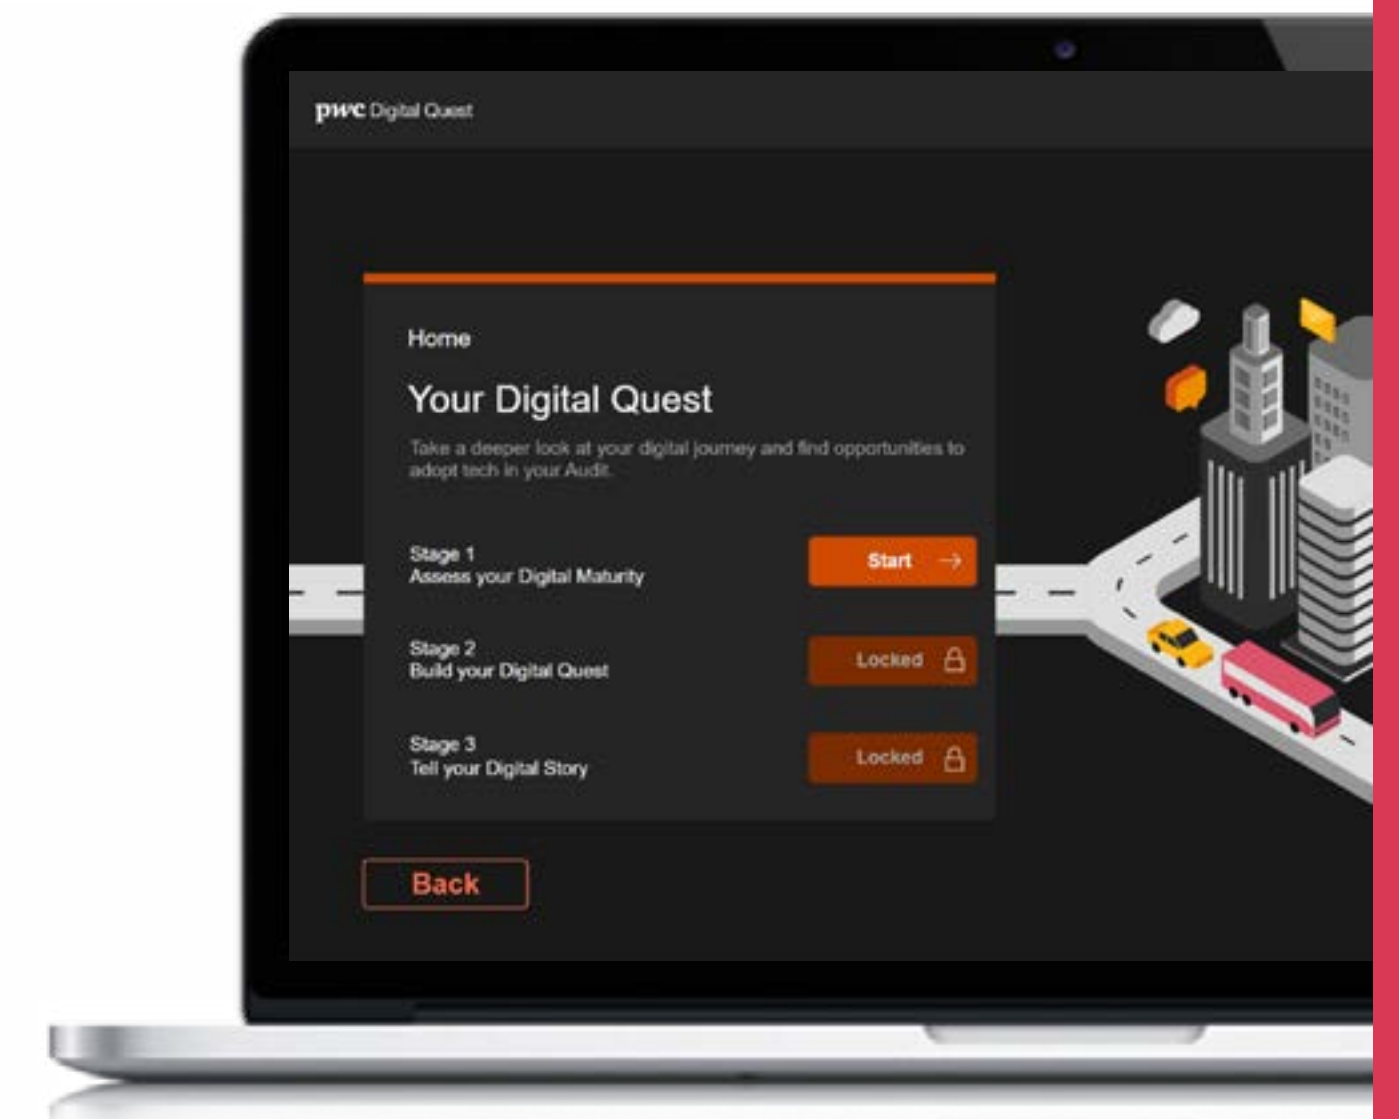 pwc Digital Quest
Home
Your Digital Quest
Take a deeper look at your digital journey and find opportunities to
adopt tech in your Audit.
Stage 1
Assess your Digital Maturity
Start
Stage 2
Build your Digital Quest
Locked
Stage 3
Tell your Digital Story
Locked
Back